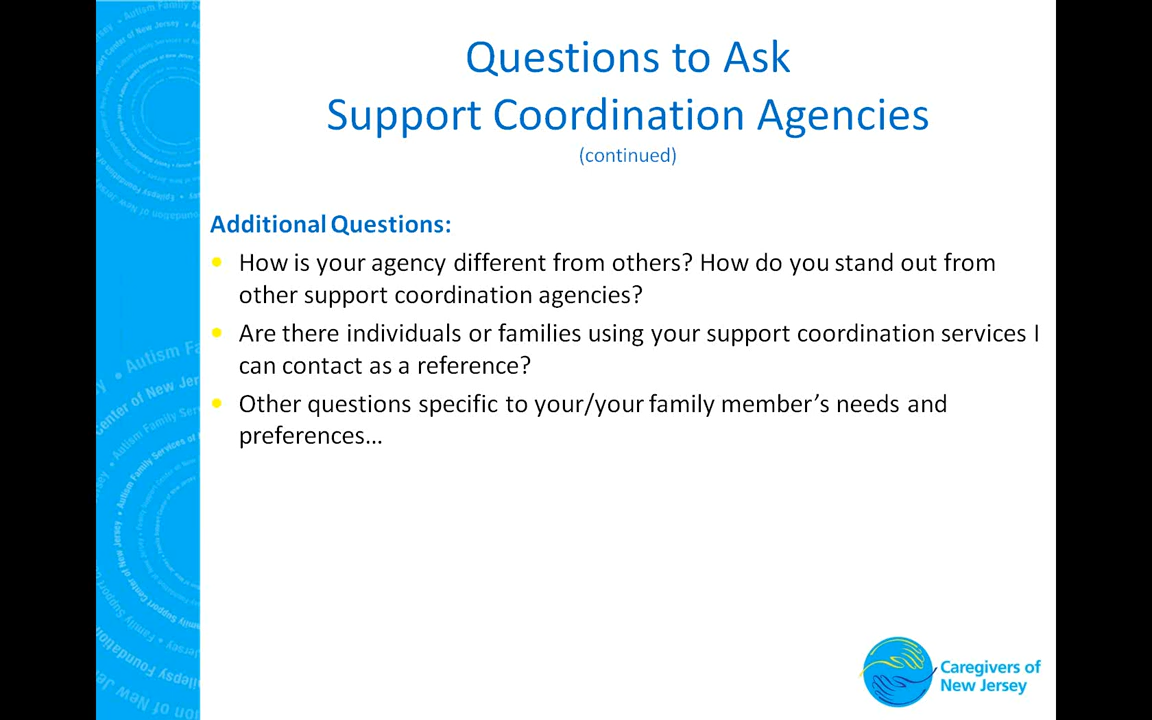 Questions to Ask
Support Coordination Agencies
(continued)
Additional Questions:
• How is your agency different from others? How do you stand out from
other support coordination agencies?
• Are there individuals or families using your support coordination services I
can contact as a reference?
• Other questions specific to your/your family member’s needs and
preferences...
Caregivers of
New Jersey